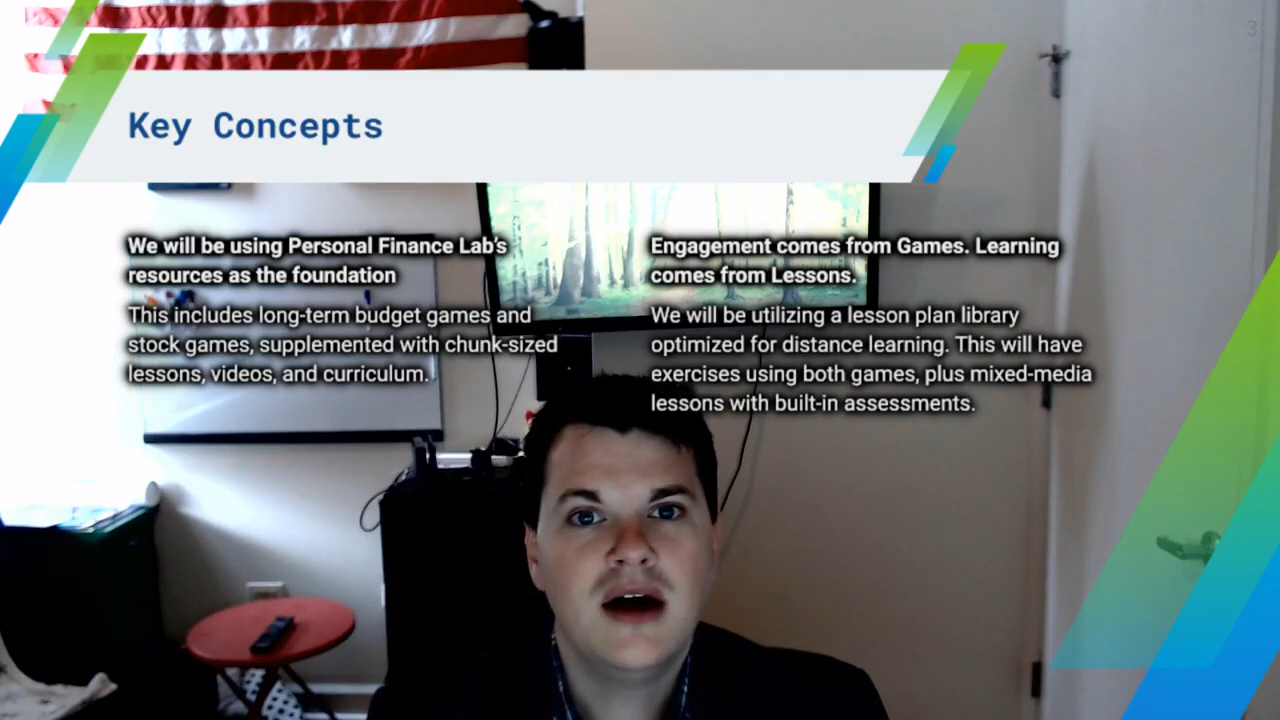 3
Key Concepts
We will be using Personal Finance Lab's
resources as the foundation
This includes long-term budget games and
stock games, supplemented with chunk-sized
lessons, videos, and curriculum.
Engagement comes from Games. Learning
comes from Lessons.
We will be utilizing a lesson plan library
optimized for distance learning. This will have
exercises using both games, plus mixed-media
lessons with built-in assessments.